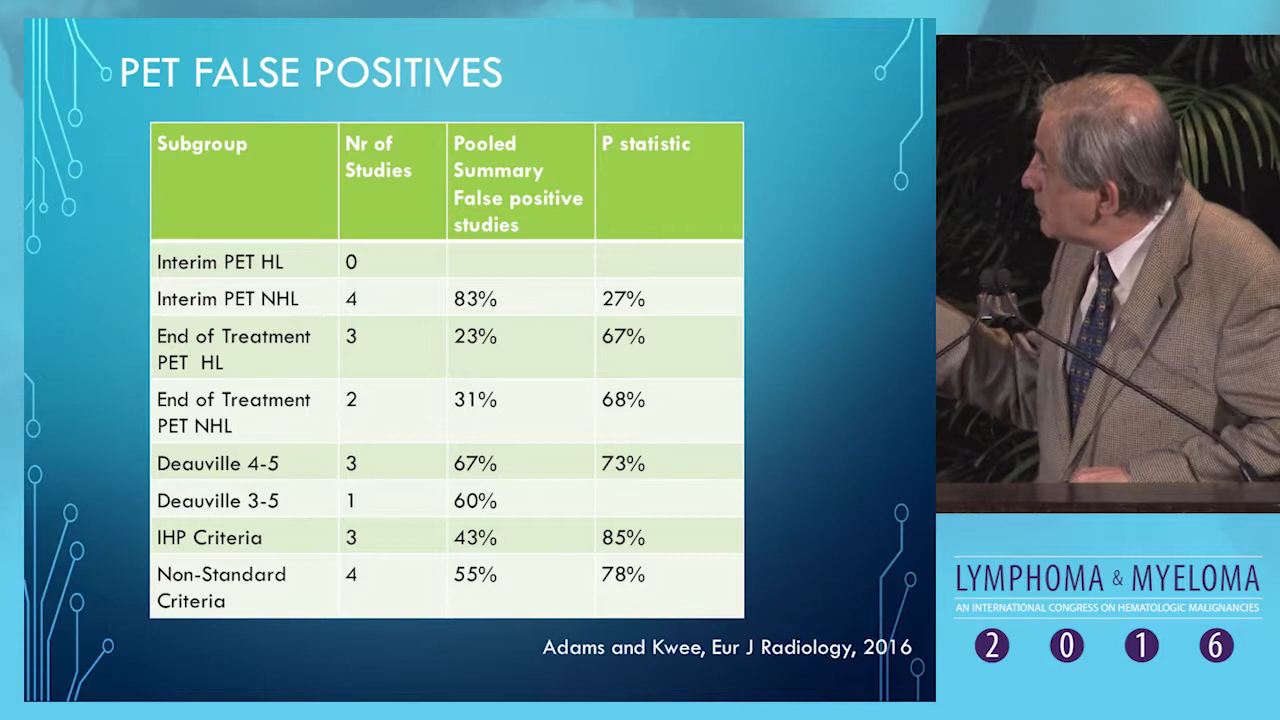 PET FALSE POSITIVES
Subgroup
Nr of
Studies
Pooled
Summary
False positive
studies
P statistic
Interim PET HL
0
Interim PET NHL
4
83%
27%
End of Treatment
PET HL
3
23%
67%
End of Treatment
PET NHL
2
31%
68%
Deauville 4-5
3
67%
73%
Deauville 3-5
1
60%
IHP Criteria
3
43%
85%
Non-Standard
Criteria
4
55%
78%
Adams and Kwee, Eur J Radiology, 2016
LYMPHOMA & MYELOMA
AN INTERNATIONAL CONGRESS ON HEMATOLOGIC MALIGNANCIES
2 0 1 6